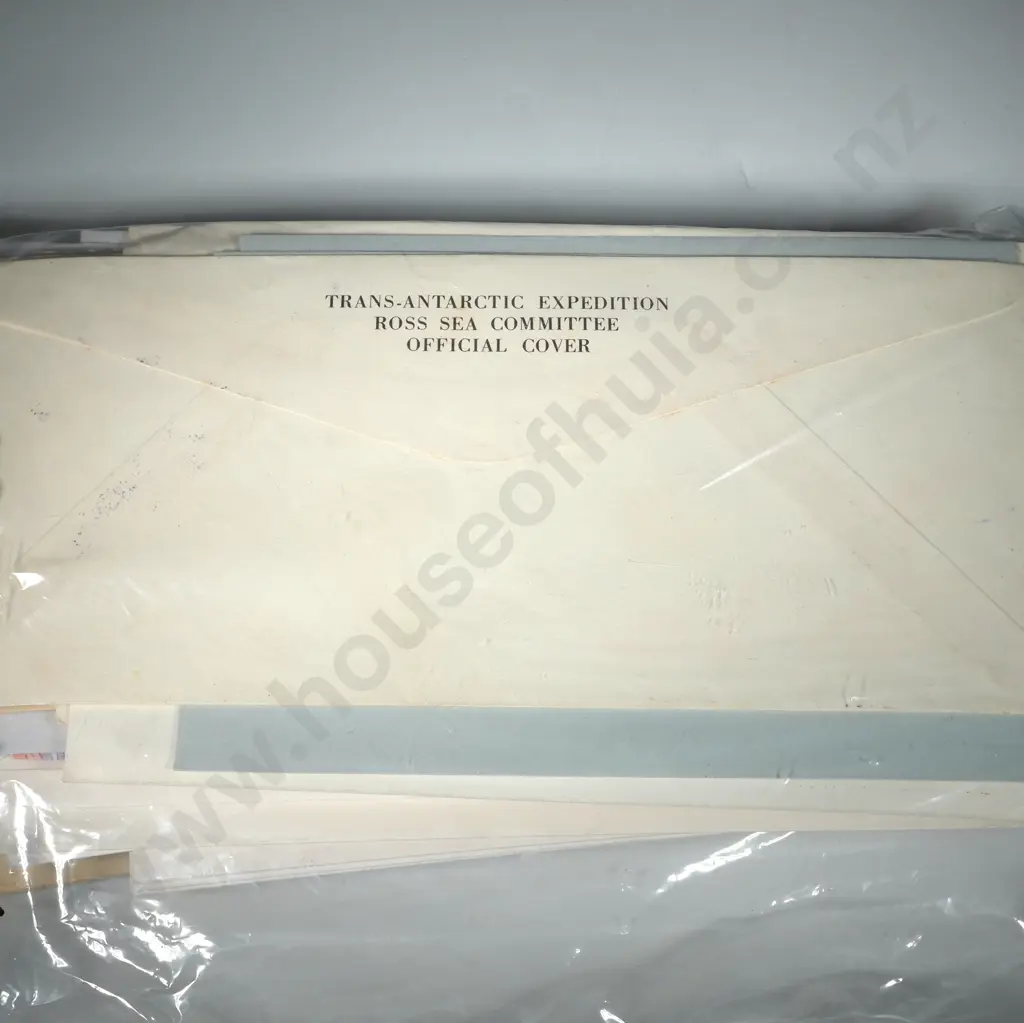 TRANS-ANTARCTIC EXPEDITION
ROSS SEA COMMITTEE
OFFICIAL COVER
www.houseofhuia.co.nz